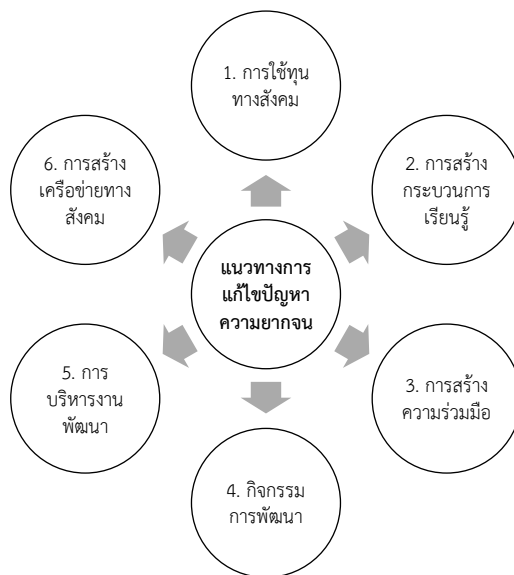 1. การใช้ทุน
ทางสังคม
2. การสร้าง
กระบวนการ
เรียนรู้
3. การสร้าง
ความร่วมมือ
4. กิจกรรม
การพัฒนา
5. การ
บริหารงาน
พัฒนา
6. การสร้าง
เครือข่ายทาง
สังคม
แนวทางการ
แก้ไขปัญหา
ความยากจน